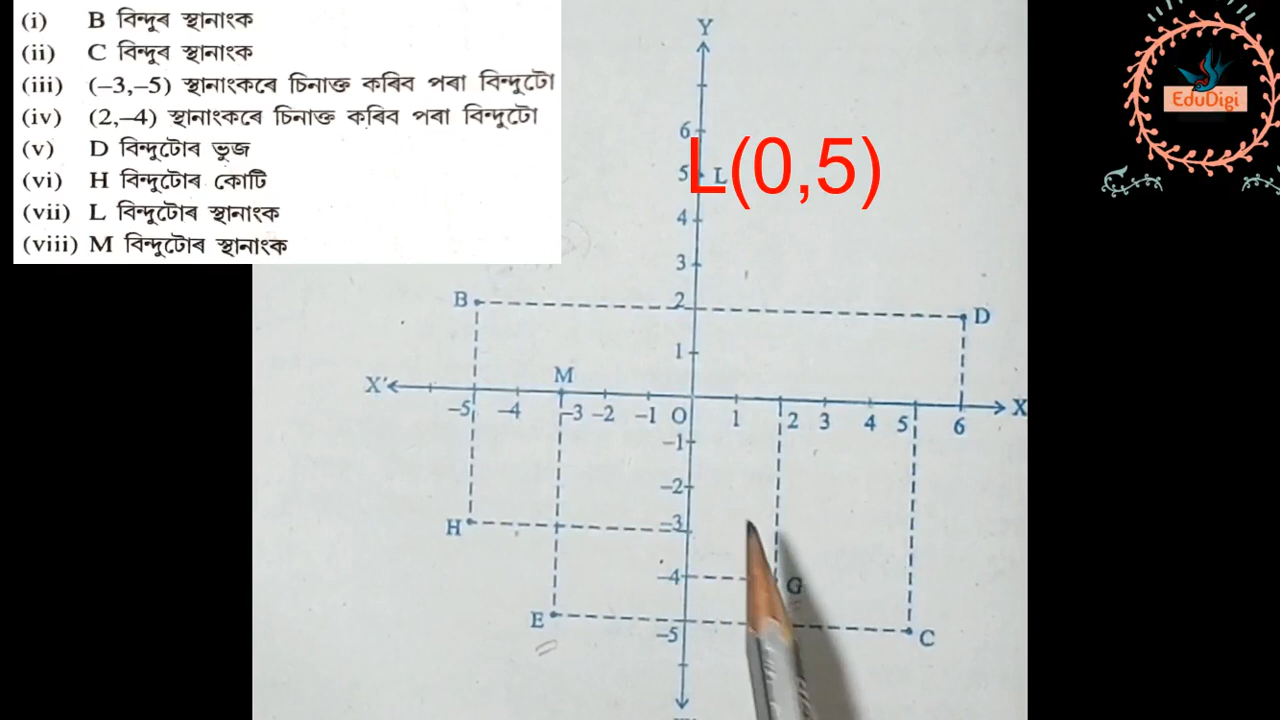 (i) B বিন্দুৰ স্থানাংক
(ii) C বিন্দুৰ স্থানাংক
(iii) (–3,–5) স্থানাংকৰে চিনাক্ত কৰিব পৰা বিন্দুটো
(iv) (2,–4) স্থানাংকৰে চিনাক্ত কৰিব পৰা বিন্দুটো
(v) D বিন্দুটোৰ ভুজ
(vi) H বিন্দুটোৰ কোটি
(vii) L বিন্দুটোৰ স্থানাংক
(viii) M বিন্দুটোৰ স্থানাংক
EduDigi
Y
6
L(0,5)
5 L
4
3
B 2 D
1
M
X′ X
–5 –4 –3 –2 –1 O 1 2 3 4 5 6
–1
–2
H –3
–4 G
E –5 C